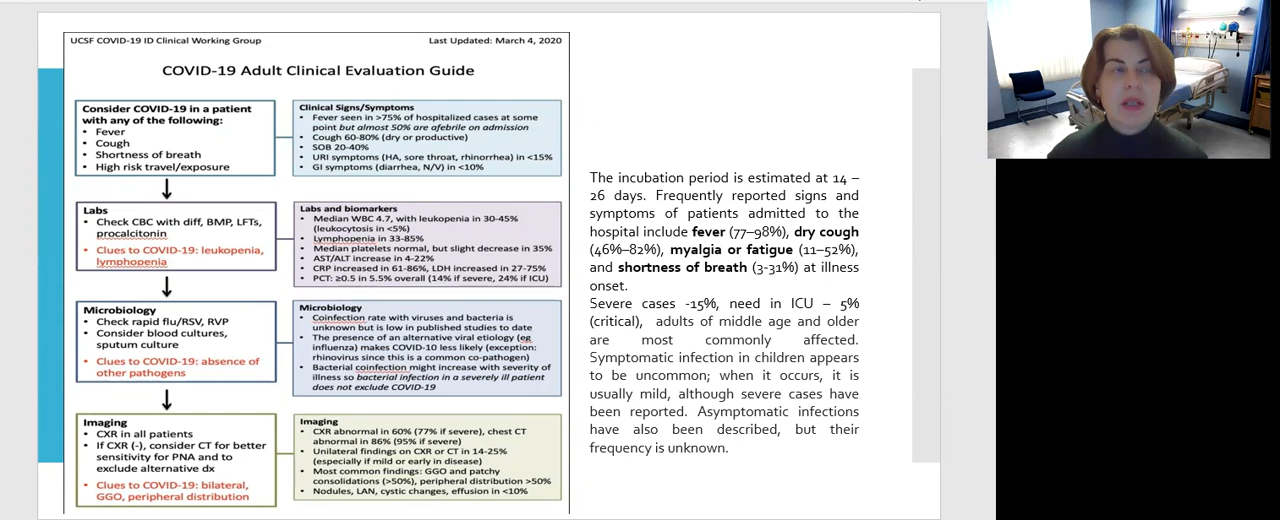 UCSF COVID-19 ID Clinical Working Group
Last Updated: March 4, 2020
COVID-19 Adult Clinical Evaluation Guide
Consider COVID-19 in a patient
with any of the following:
• Fever
• Cough
• Shortness of breath
• High risk travel/exposure
Clinical Signs/Symptoms
• Fever seen in >75% of hospitalized cases at some
point but almost 50% are afebrile on admission
• Cough 60-80% (dry or productive)
• SOB 20-40%
• URI symptoms (HA, sore throat, rhinorrhea) in <15%
• GI symptoms (diarrhea, N/V) in <10%
Labs
• Check CBC with diff, BMP, LFTs,
procalcitonin
• Clues to COVID-19: leukopenia,
lymphopenia
Labs and biomarkers
• Median WBC 4.7, with leukopenia in 30-45%
(leukocytosis in <5%)
• Lymphopenia in 33-85%
• Median platelets normal, but slight decrease in 35%
• AST/ALT increase in 4-22%
• CRP increased in 61-86%, LDH increased in 27-75%
• PCT: ≥0.5 in 5.5% overall (14% if severe, 24% if ICU)
Microbiology
• Check rapid flu/RSV, RVP
• Consider blood cultures,
sputum culture
• Clues to COVID-19: absence of
other pathogens
Microbiology
• Coinfection rate with viruses and bacteria is
unknown but is low in published studies to date
• The presence of an alternative viral etiology (eg
influenza) makes COVID-10 less likely (exception:
rhinovirus since this is a common co-pathogen)
• Bacterial coinfection might increase with severity of
illness so bacterial infection in a severely ill patient
does not exclude COVID-19
Imaging
• CXR in all patients
• If CXR (-), consider CT for better
sensitivity for PNA and to
exclude alternative dx
• Clues to COVID-19: bilateral,
GGO, peripheral distribution
Imaging
• CXR abnormal in 60% (77% if severe), chest CT
abnormal in 86% (95% if severe)
• Unilateral findings on CXR or CT in 14-25%
(especially if mild or early in disease)
• Most common findings: GGO and patchy
consolidations (>50%), peripheral distribution >50%
• Nodules, LAN, cystic changes, effusion in <10%
The incubation period is estimated at 14 –
26 days. Frequently reported signs and
symptoms of patients admitted to the
hospital include fever (77–98%), dry cough
(46%–82%), myalgia or fatigue (11–52%),
and shortness of breath (3-31%) at illness
onset.
Severe cases -15%, need in ICU – 5%
(critical), adults of middle age and older
are most commonly affected.
Symptomatic infection in children appears
to be uncommon; when it occurs, it is
usually mild, although severe cases have
been reported. Asymptomatic infections
have also been described, but their
frequency is unknown.